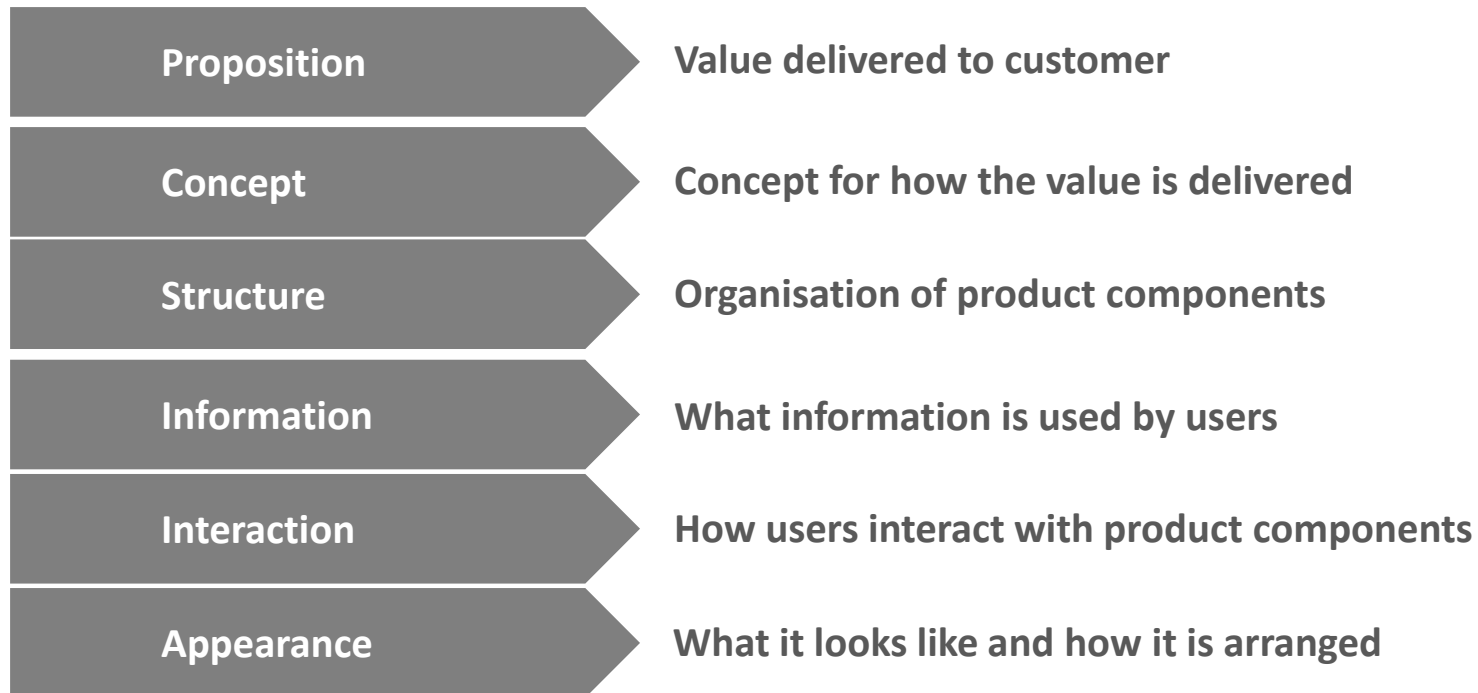 Proposition Value delivered to customer
Concept Concept for how the value is delivered
Structure Organisation of product components
Information What information is used by users
Interaction How users interact with product components
Appearance What it looks like and how it is arranged